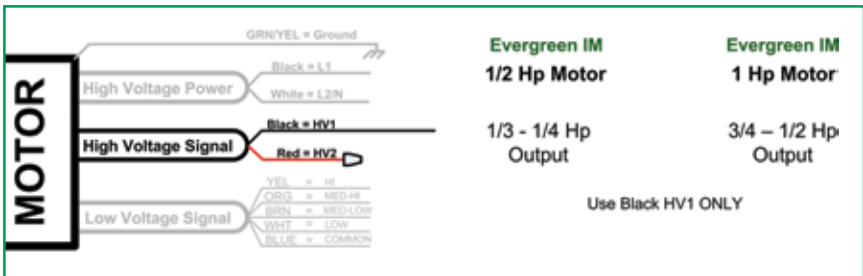 MOTOR
GRN/YEL = Ground
High Voltage Power
Black = L1
White = L2/N
High Voltage Signal
Black = HV1
Red = HV2
Low Voltage Signal
YEL = HI
ORG = MED-HI
BRN = MED-LOW
WHT = LOW
BLUE = COMMON
Evergreen IM
1/2 Hp Motor
1/3 - 1/4 Hp
Output
Evergreen IM
1 Hp Motor
3/4 – 1/2 Hp
Output
Use Black HV1 ONLY